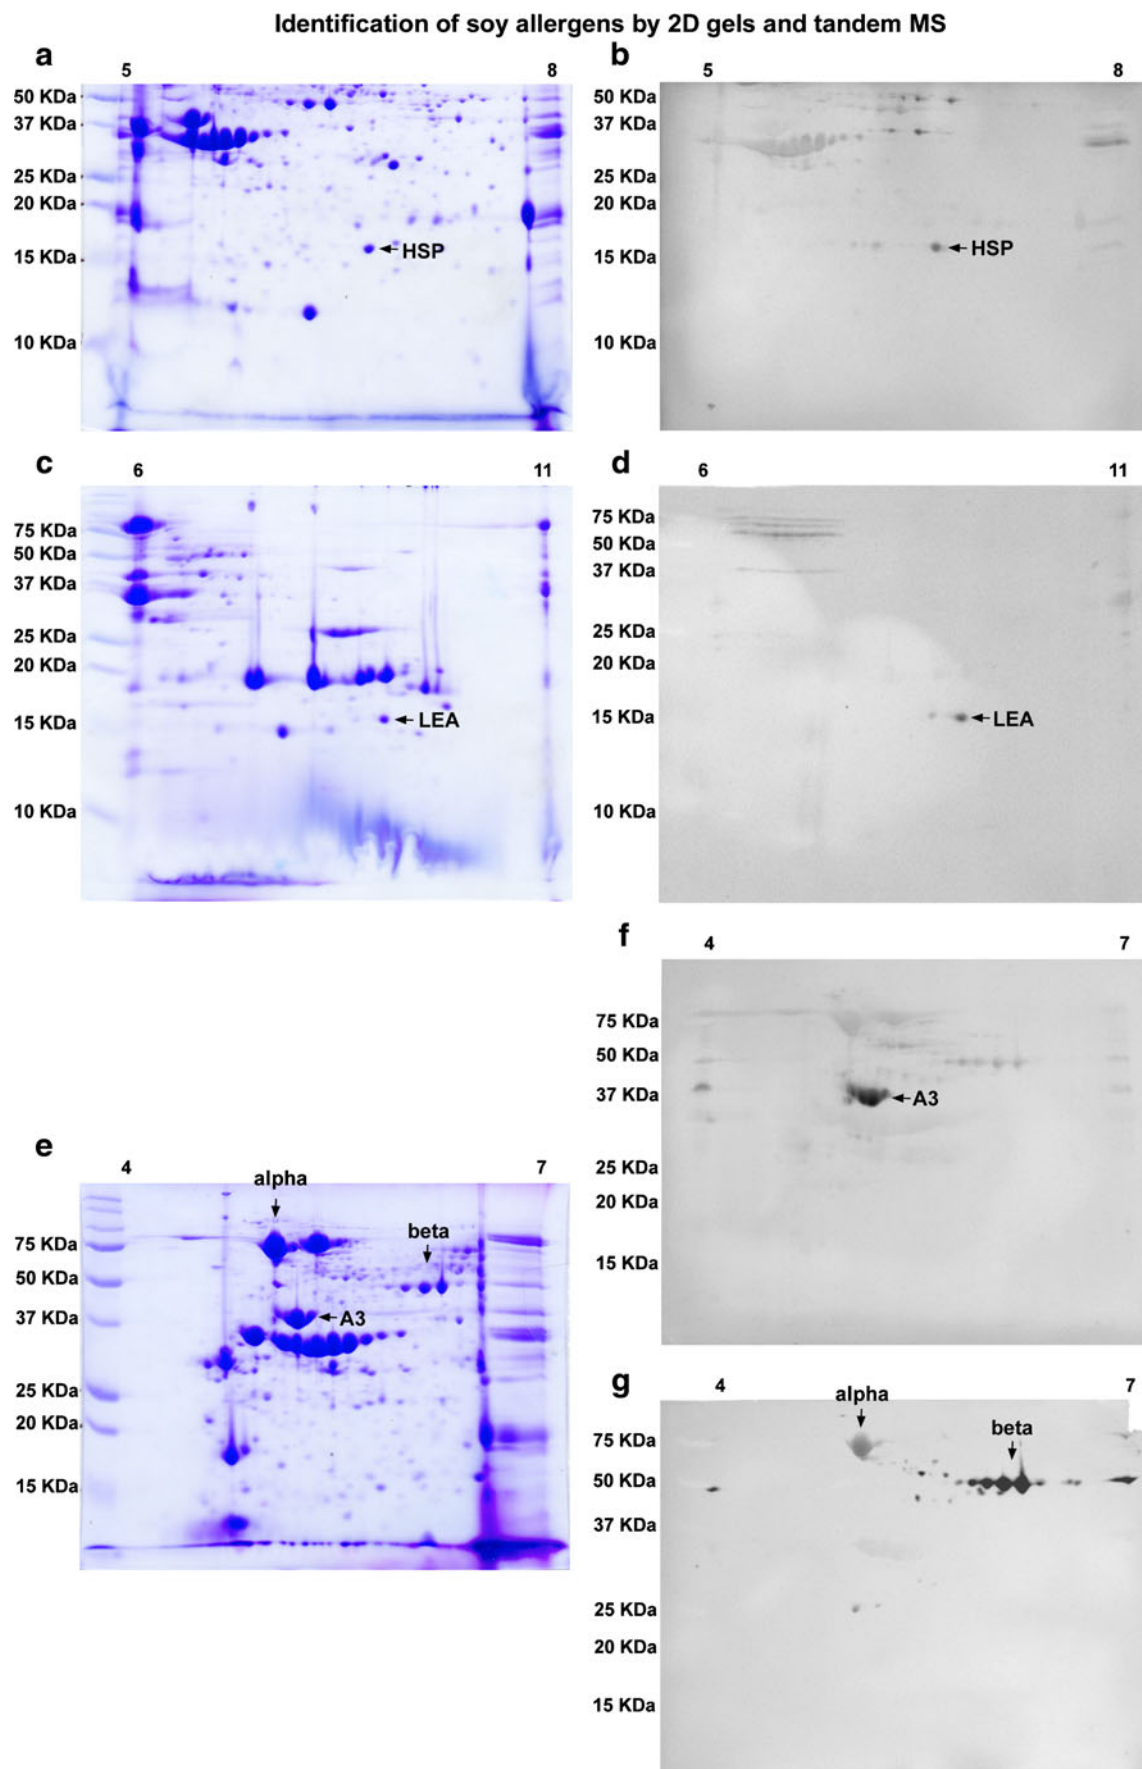 Identification of soy allergens by 2D gels and tandem MS
a
5
8
50 KDa
37 KDa
25 KDa
20 KDa
15 KDa
10 KDa
HSP
b
5
8
50 KDa
37 KDa
25 KDa
20 KDa
15 KDa
10 KDa
HSP
c
6
11
75 KDa
50 KDa
37 KDa
25 KDa
20 KDa
15 KDa
10 KDa
LEA
d
6
11
75 KDa
50 KDa
37 KDa
25 KDa
20 KDa
15 KDa
10 KDa
LEA
f
4
7
75 KDa
50 KDa
37 KDa
25 KDa
20 KDa
15 KDa
A3
e
4
7
alpha
beta
75 KDa
50 KDa
37 KDa
25 KDa
20 KDa
15 KDa
A3
g
4
7
alpha
beta
75 KDa
50 KDa
37 KDa
25 KDa
20 KDa
15 KDa